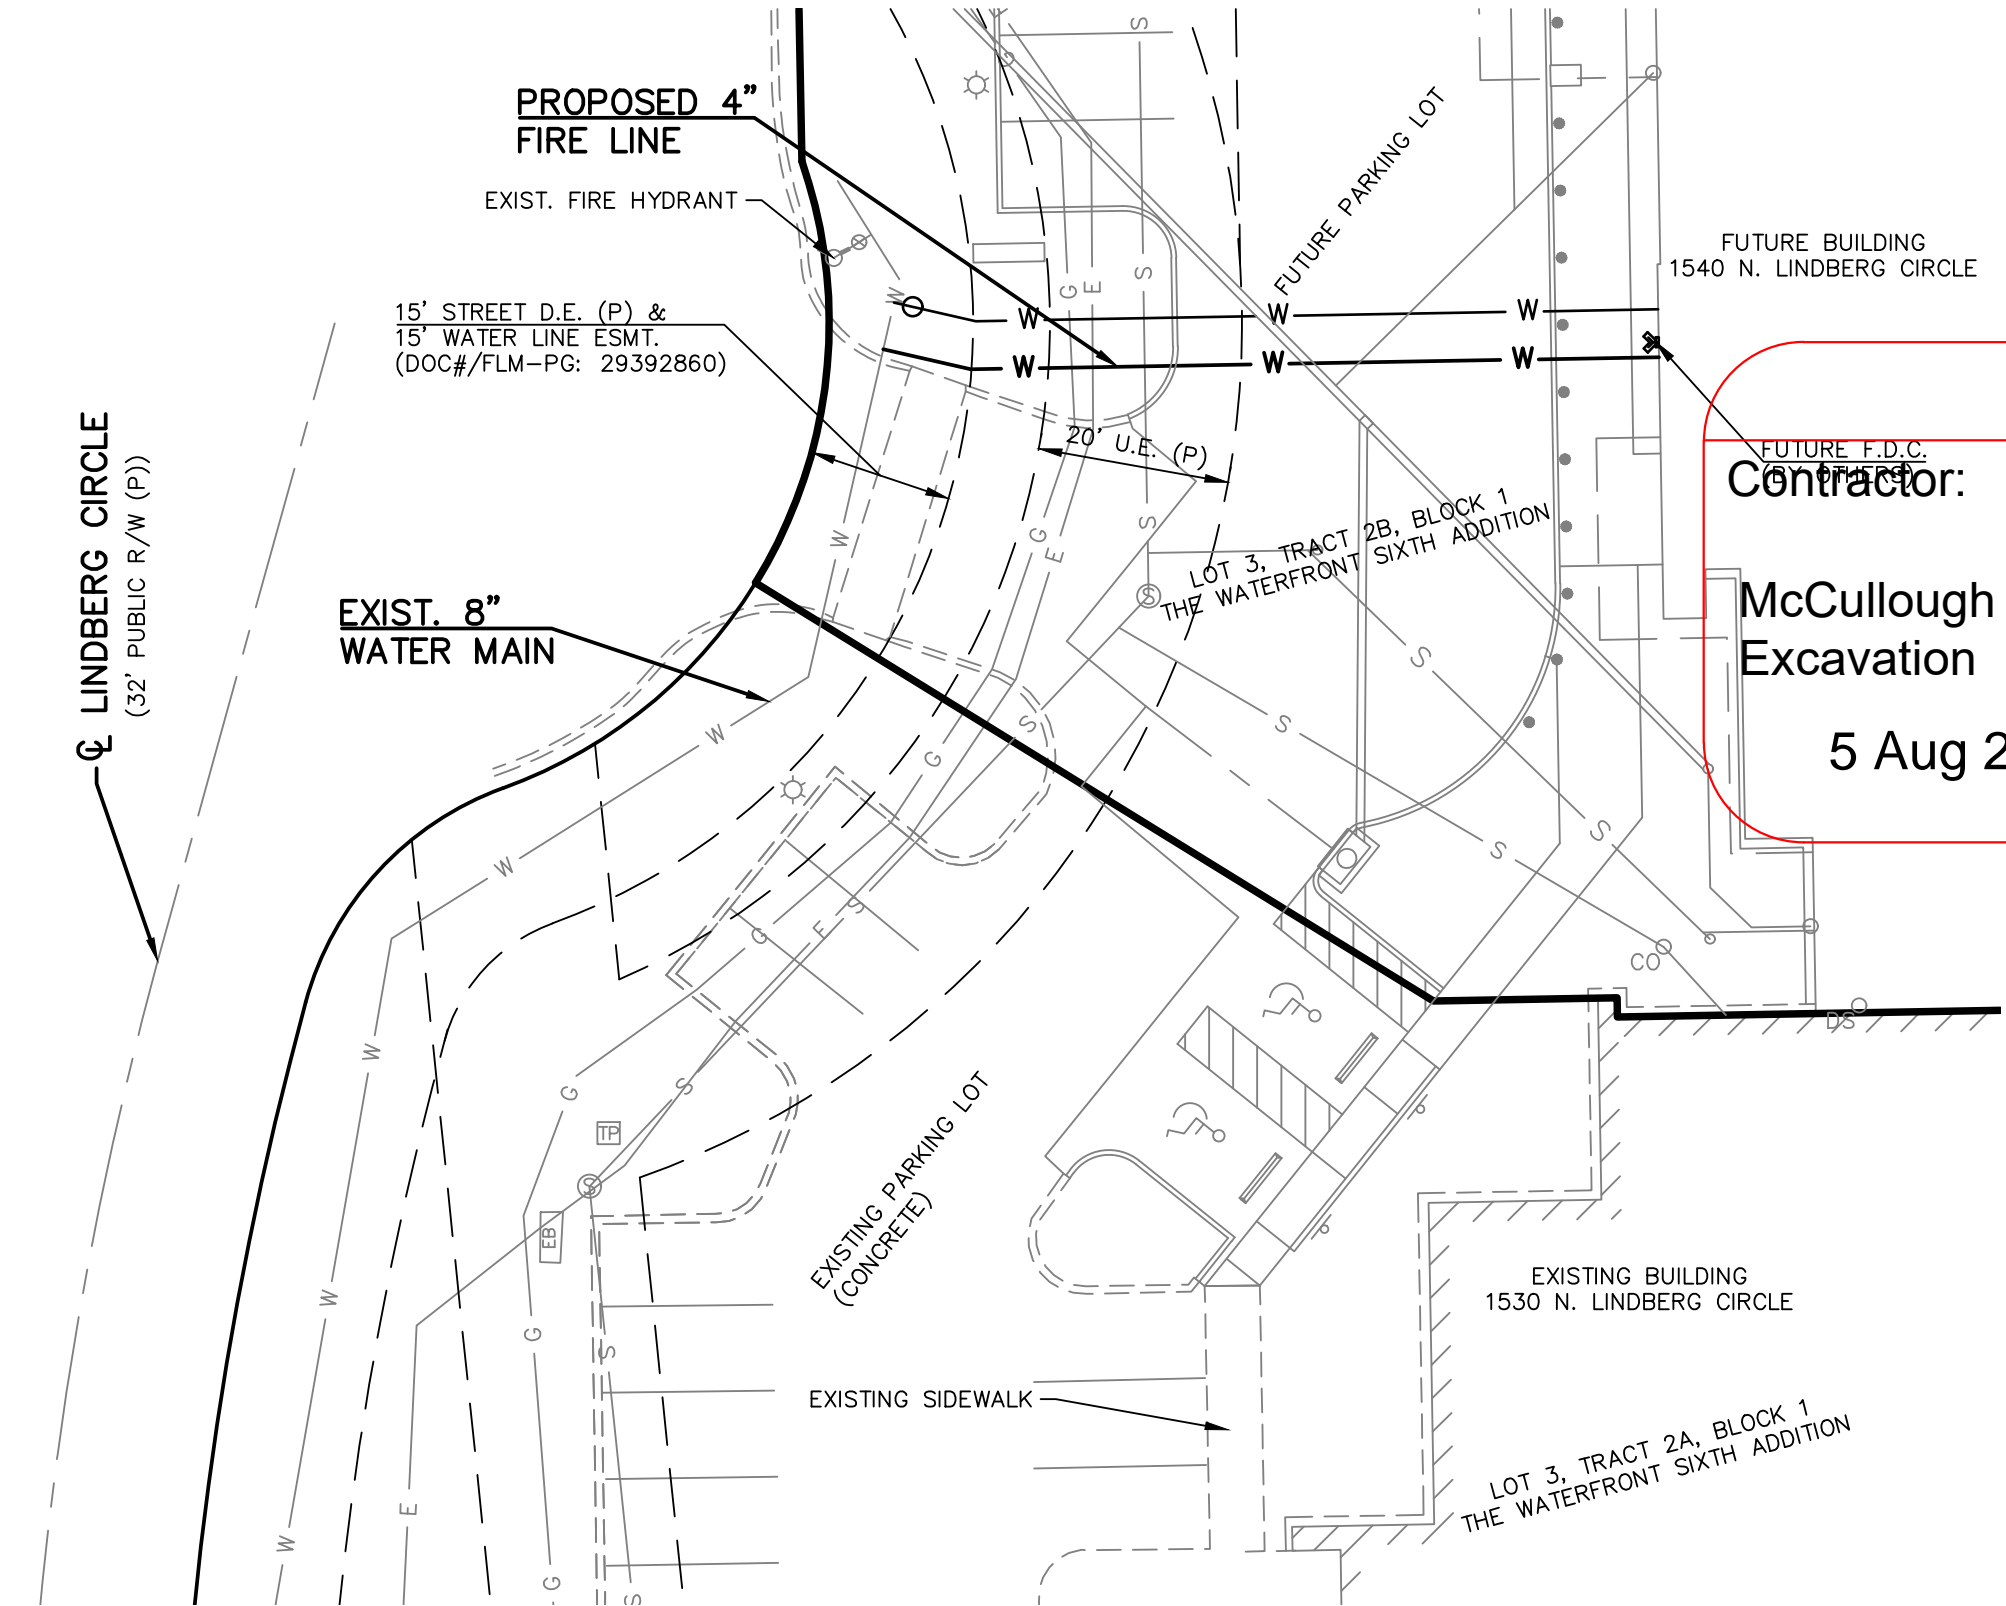 PROPOSED 4”
FIRE LINE
EXIST. FIRE HYDRANT
15’ STREET D.E. (P) &
15’ WATER LINE ESMT.
(DOC#/FLM-PG: 29392860)
℄ LINDBERG CIRCLE
(32’ PUBLIC R/W (P))
EXIST. 8”
WATER MAIN
FUTURE PARKING LOT
FUTURE BUILDING
1540 N. LINDBERG CIRCLE
W W W
W W W
20’ U.E. (P)
FUTURE F.D.C.
(BY OTHERS)
Contractor:
McCullough
Excavation
5 Aug 2
LOT 3, TRACT 2B, BLOCK 1
THE WATERFRONT SIXTH ADDITION
S
S
G E S
W
W
G
E
S
S
S
S
W
G
S
W
S
S
G
E
S
CO
DS
W
G
S
TP
S
EB
W
G
S
E
W
G
S
EXISTING PARKING LOT
(CONCRETE)
EXISTING BUILDING
1530 N. LINDBERG CIRCLE
EXISTING SIDEWALK
LOT 3, TRACT 2A, BLOCK 1
THE WATERFRONT SIXTH ADDITION